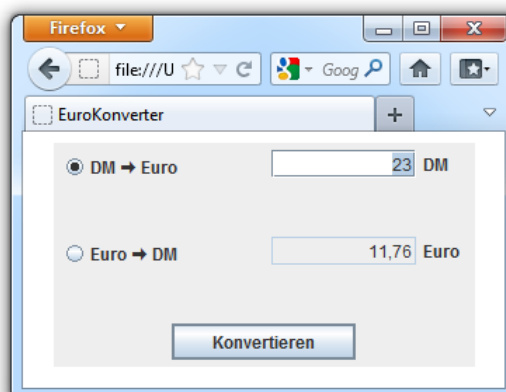 Firefox
file:///U Goog
EuroKonverter
DM → Euro 23 DM
Euro → DM 11,76 Euro
Konvertieren